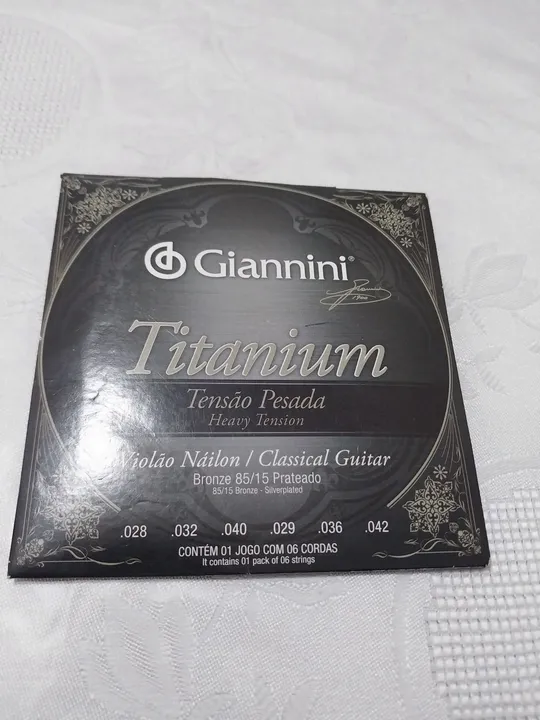 Giannini®
Titanium
Tensão Pesada
Heavy Tension
Violão Náilon / Classical Guitar
Bronze 85/15 Prateado
85/15 Bronze - Silverplated
.028 .032 .040 .029 .036 .042
CONTÉM 01 JOGO COM 06 CORDAS
It contains 01 pack of 06 strings